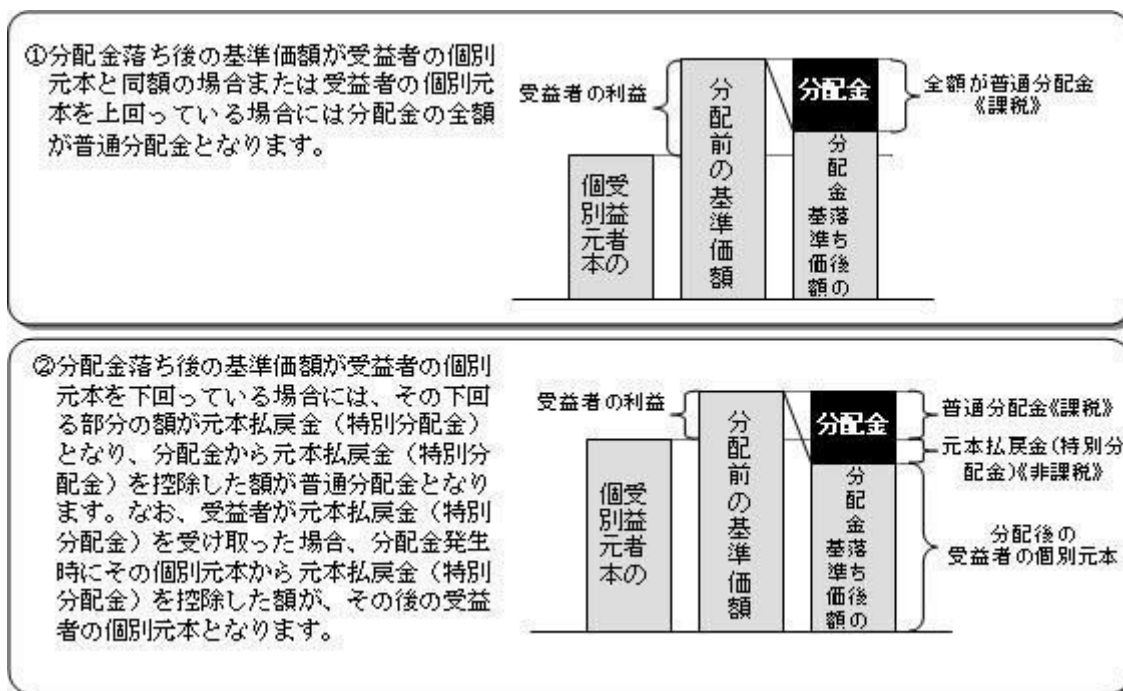 ①分配金落ち後の基準価額が受益者の個別
元本と同額の場合または受益者の個別元
本を上回っている場合には分配金の全額
が普通分配金となります。
受益者の利益
受益者の
個別元本
分配前の基準価額
分配金
分配金落ち後の
基準価額
全額が普通分配金
《課税》
②分配金落ち後の基準価額が受益者の個別
元本を下回っている場合には、その下回
る部分の額が元本払戻金（特別分配金）
となり、分配金から元本払戻金（特別分
配金）を控除した額が普通分配金となり
ます。なお、受益者が元本払戻金（特別
分配金）を受け取った場合、分配金発生
時にその個別元本から元本払戻金（特別
分配金）を控除した額が、その後の受益
者の個別元本となります。
受益者の利益
受益者の
個別元本
分配前の基準価額
分配金
分配金落ち後の
基準価額
普通分配金《課税》
元本払戻金(特別分
配金)《非課税》
分配後の
受益者の個別元本